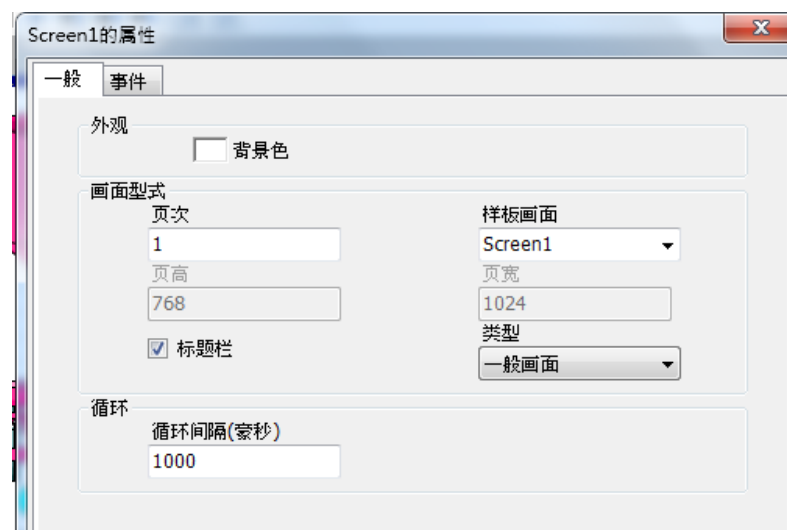 Screen1的属性
一般 事件
外观
背景色
画面型式
页次 样板画面
1 Screen1
页高 页宽
768 1024
标题栏 类型
一般画面
循环
循环间隔(豪秒)
1000